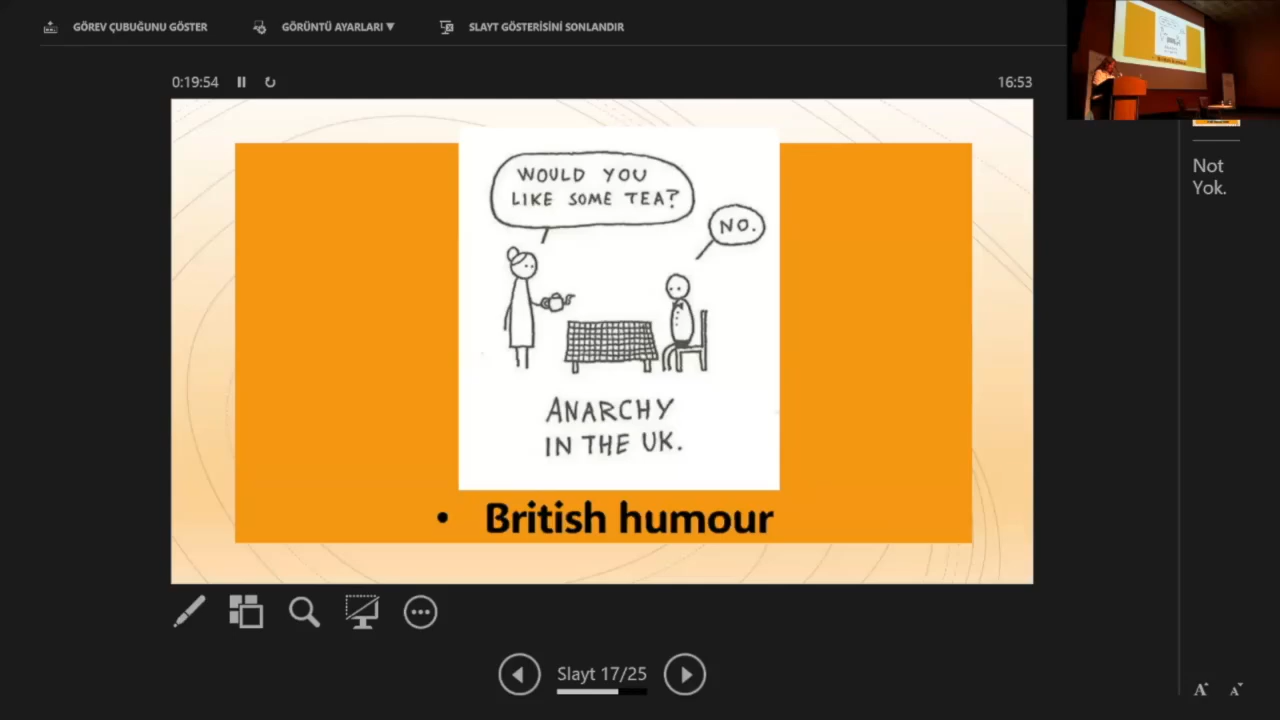 GÖREV ÇUBUĞUNU GÖSTER
GÖRÜNTÜ AYARLARI ▼
SLAYT GÖSTERİSİNİ SONLANDIR
0:19:54
16:53
WOULD YOU
LIKE SOME TEA?
NO.
ANARCHY
IN THE UK.
• British humour
Not
Yok.
Slayt 17/25
A
A